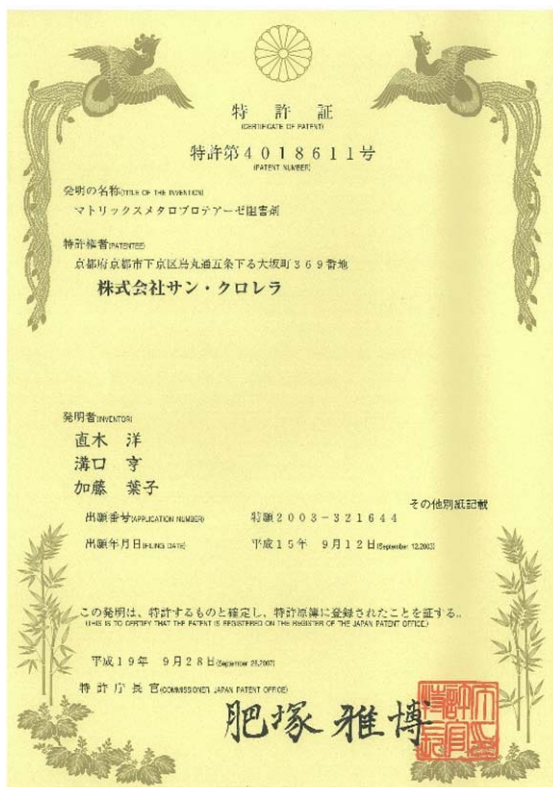 特許証
(CERTIFICATE OF PATENT)
特許第4018611号
(PATENT NUMBER)
発明の名称(TITLE OF THE INVENTION)
マトリックスメタロプロテアーゼ阻害剤
特許権者(PATENTEE)
京都府京都市下京区烏丸通五条下る大坂町369番地
株式会社サン・クロレラ
発明者(INVENTOR)
直木 洋
溝口 亨
加藤 葉子
その他別紙記載
出願番号(APPLICATION NUMBER) 特願2003-321644
出願年月日(FILING DATE) 平成15年 9月12日(September 12,2003)
この発明は、特許するものと確定し、特許原簿に登録されたことを証する。
(THIS IS TO CERTIFY THAT THE PATENT IS REGISTERED ON THE REGISTER OF THE JAPAN PATENT OFFICE.)
平成19年 9月28日(September 28,2007)
特許庁長官(COMMISSIONER, JAPAN PATENT OFFICE)
肥塚雅博